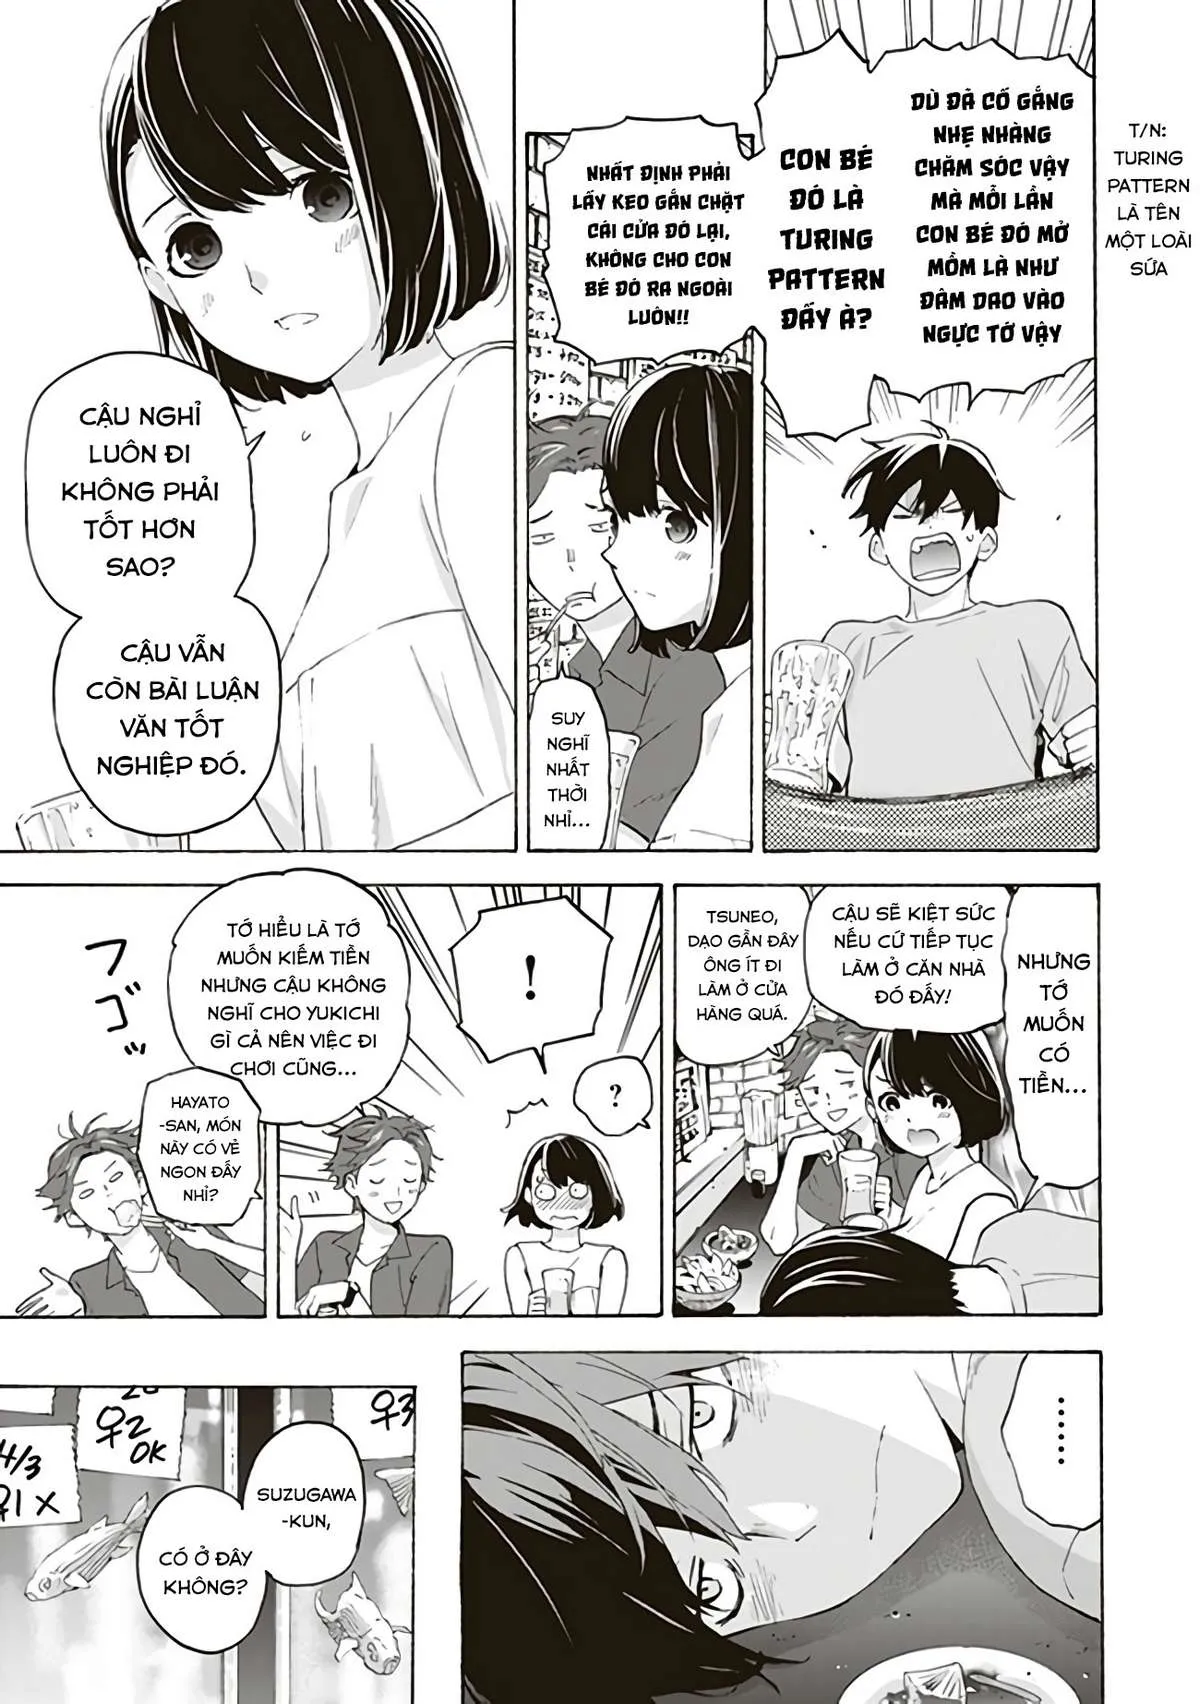 T/N:
TURING
PATTERN
LÀ TÊN
MỘT LOÀI
SỨA
DÙ ĐÃ CỐ GẮNG
NHẸ NHÀNG
CHĂM SÓC VẬY
MÀ MỖI LẦN
CON BÉ ĐÓ MỞ
MỒM LÀ NHƯ
ĐÂM DAO VÀO
NGỰC TỚ VẬY
CON BÉ
ĐÓ LÀ
TURING
PATTERN
ĐẤY À?
NHẤT ĐỊNH PHẢI
LẤY KEO GẮN CHẶT
CÁI CỬA ĐÓ LẠI,
KHÔNG CHO CON
BÉ ĐÓ RA NGOÀI
LUÔN!!
SUY
NGHĨ
NHẤT
THỜI
NHỈ...
CẬU NGHỈ
LUÔN ĐI
KHÔNG PHẢI
TỐT HƠN
SAO?
CẬU VẪN
CÒN BÀI LUẬN
VĂN TỐT
NGHIỆP ĐÓ.
NHƯNG
TỚ
MUỐN
CÓ
TIỀN...
CẬU SẼ KIỆT SỨC
NẾU CỨ TIẾP TỤC
LÀM Ở CĂN NHÀ
ĐÓ ĐẤY!
TSUNEO,
DẠO GẦN ĐÂY
ÔNG ÍT ĐI
LÀM Ở CỬA
HÀNG QUÁ.
!
?
TỚ HIỂU LÀ TỚ
MUỐN KIẾM TIỀN
NHƯNG CẬU KHÔNG
NGHĨ CHO YUKICHI
GÌ CẢ NÊN VIỆC ĐI
CHƠI CŨNG...
HAYATO
-SAN, MÓN
NÀY CÓ VẺ
NGON ĐẤY
NHỈ?
フゴッ
......
SUZUGAWA
-KUN,
CÓ Ở ĐÂY
KHÔNG?
♀3
♀2
OK
4/3
♀1 ×